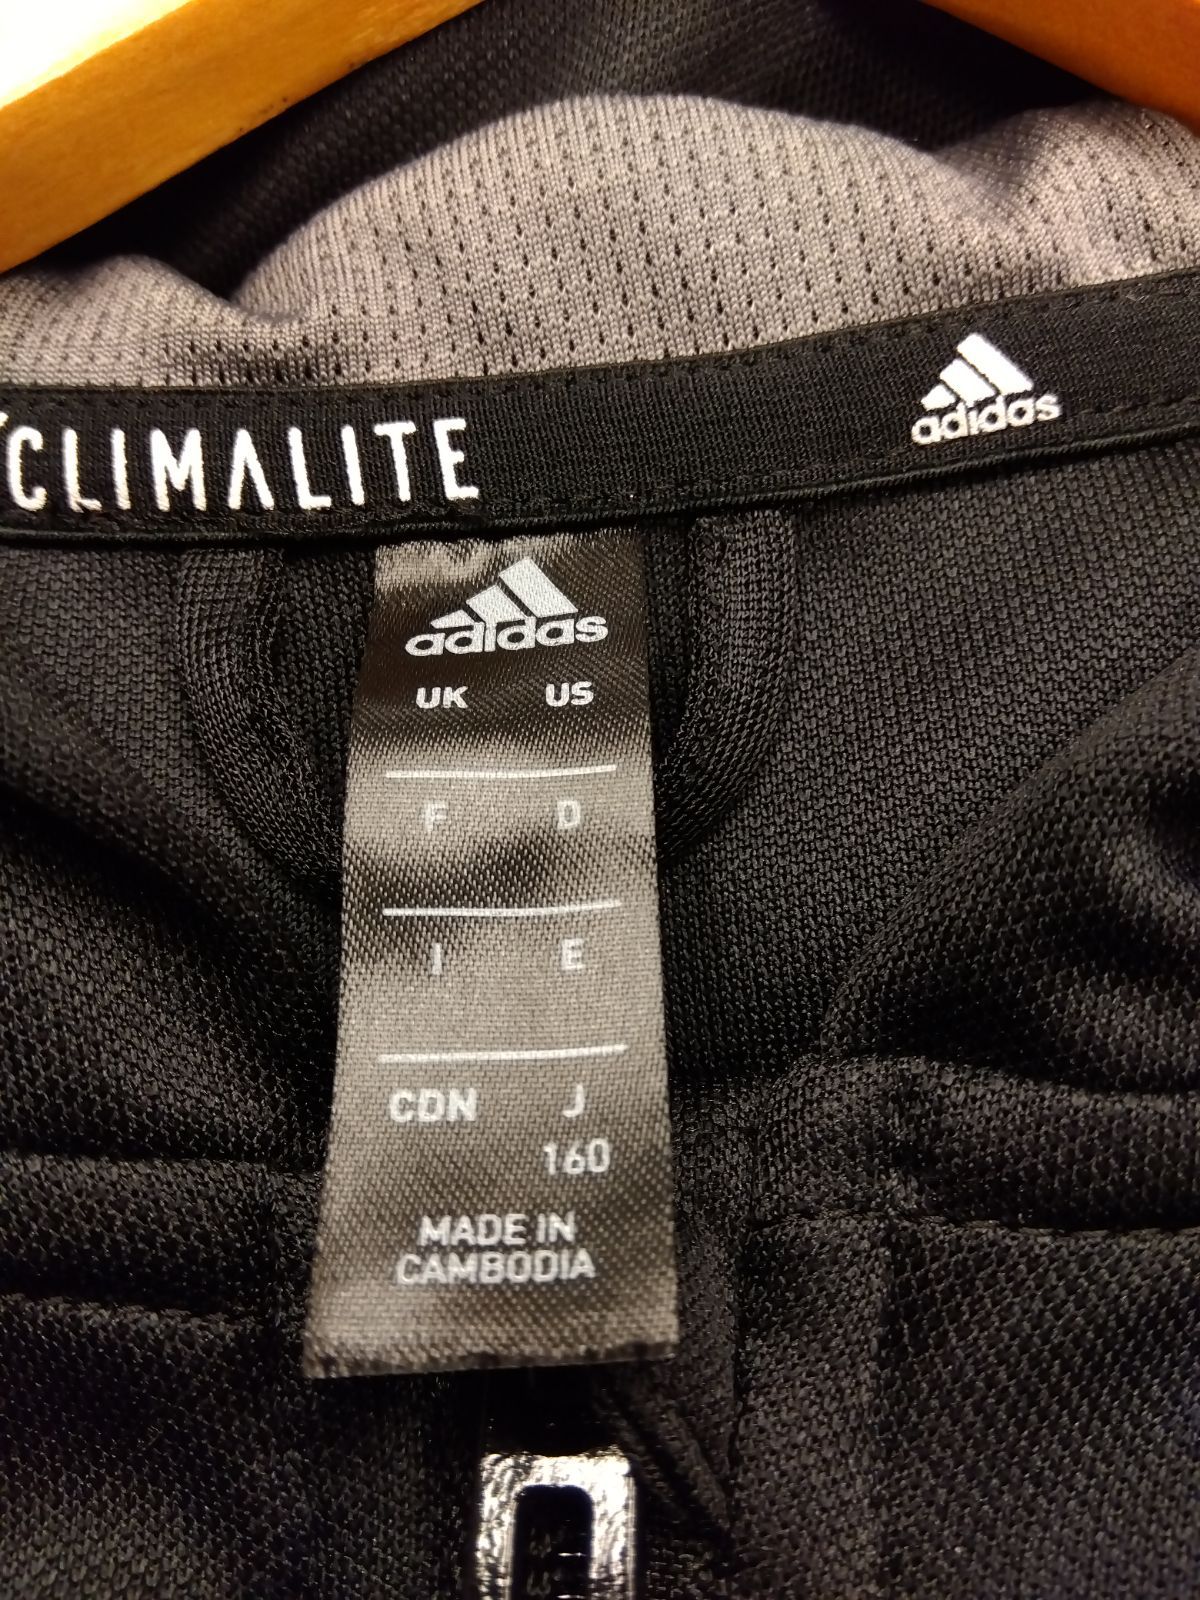 CLIMALITE
adidas
adidas
UK US
F D
I E
CDN J
160
MADE IN
CAMBODIA